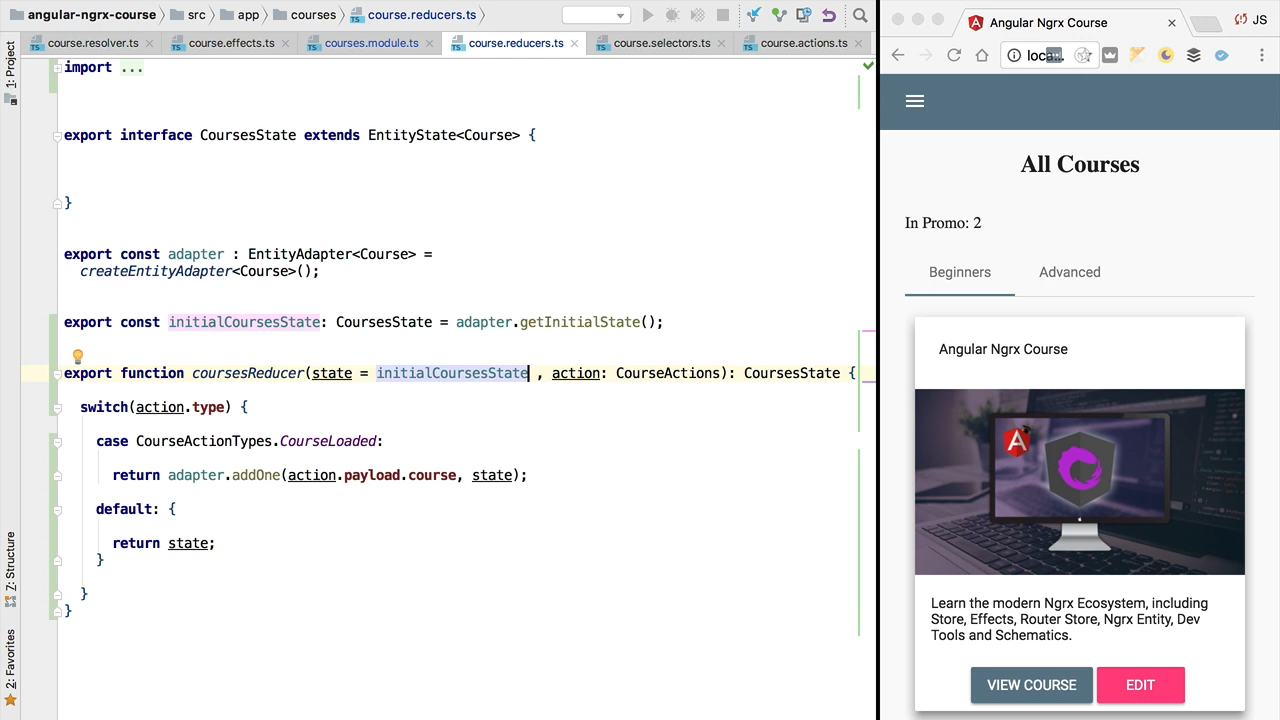 angular-ngrx-course
src
app
courses
course.reducers.ts
course.resolver.ts
course.effects.ts
courses.module.ts
course.reducers.ts
course.selectors.ts
course.actions.ts
1: Project
7: Structure
2: Favorites
import ...
export interface CoursesState extends EntityState<Course> {
}
export const adapter : EntityAdapter<Course> =
createEntityAdapter<Course>();
export const initialCoursesState: CoursesState = adapter.getInitialState();
export function coursesReducer(state = initialCoursesState , action: CourseActions): CoursesState {
switch(action.type) {
case CourseActionTypes.CourseLoaded:
return adapter.addOne(action.payload.course, state);
default: {
return state;
}
}
}
Angular Ngrx Course
JS
loca...
All Courses
In Promo: 2
Beginners
Advanced
Angular Ngrx Course
Learn the modern Ngrx Ecosystem, including
Store, Effects, Router Store, Ngrx Entity, Dev
Tools and Schematics.
VIEW COURSE
EDIT